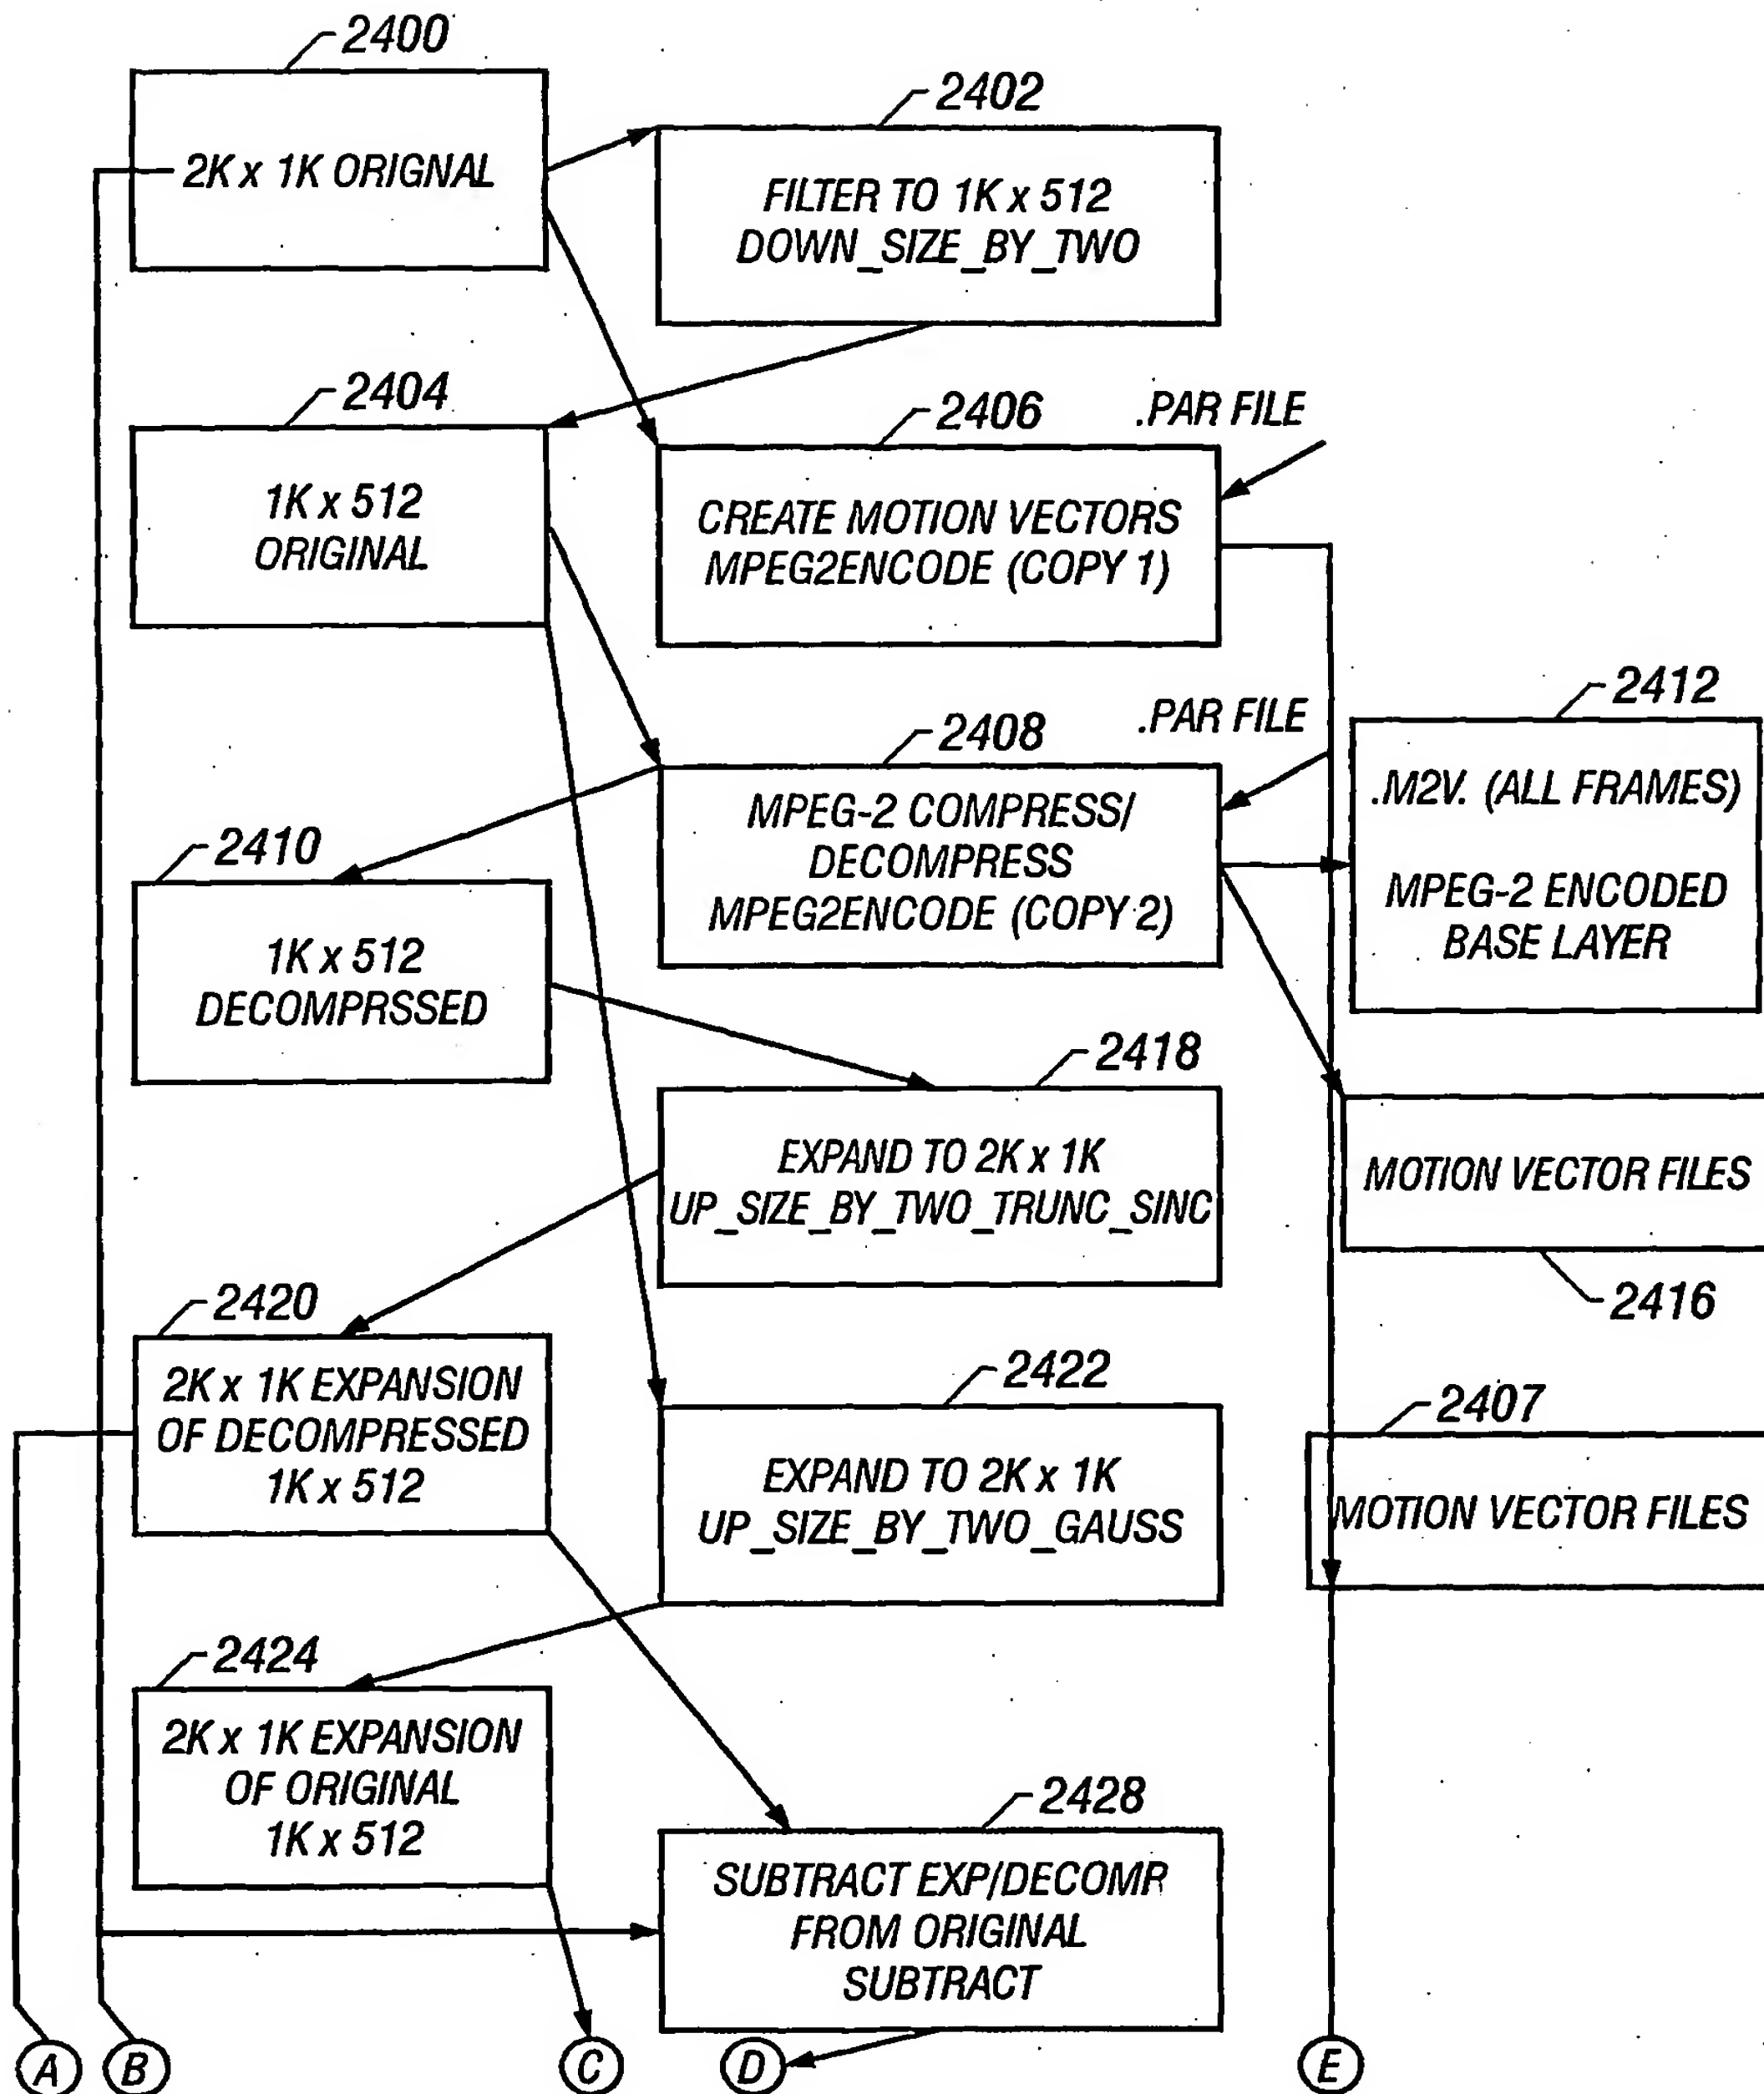 2400
2K x 1K ORIGNAL
2402
FILTER TO 1K x 512
DOWN_SIZE_BY_TWO
2404
1K x 512
ORIGINAL
2406
.PAR FILE
CREATE MOTION VECTORS
MPEG2ENCODE (COPY 1)
2408
.PAR FILE
MPEG-2 COMPRESS/
DECOMPRESS
MPEG2ENCODE (COPY 2)
2412
.M2V. (ALL FRAMES)
MPEG-2 ENCODED
BASE LAYER
2410
1K x 512
DECOMPRSSED
2418
EXPAND TO 2K x 1K
UP_SIZE_BY_TWO_TRUNC_SINC
MOTION VECTOR FILES
2416
2420
2K x 1K EXPANSION
OF DECOMPRESSED
1K x 512
2422
EXPAND TO 2K x 1K
UP_SIZE_BY_TWO_GAUSS
2407
MOTION VECTOR FILES
2424
2K x 1K EXPANSION
OF ORIGINAL
1K x 512
2428
SUBTRACT EXP/DECOMR
FROM ORIGINAL
SUBTRACT
A
B
C
D
E